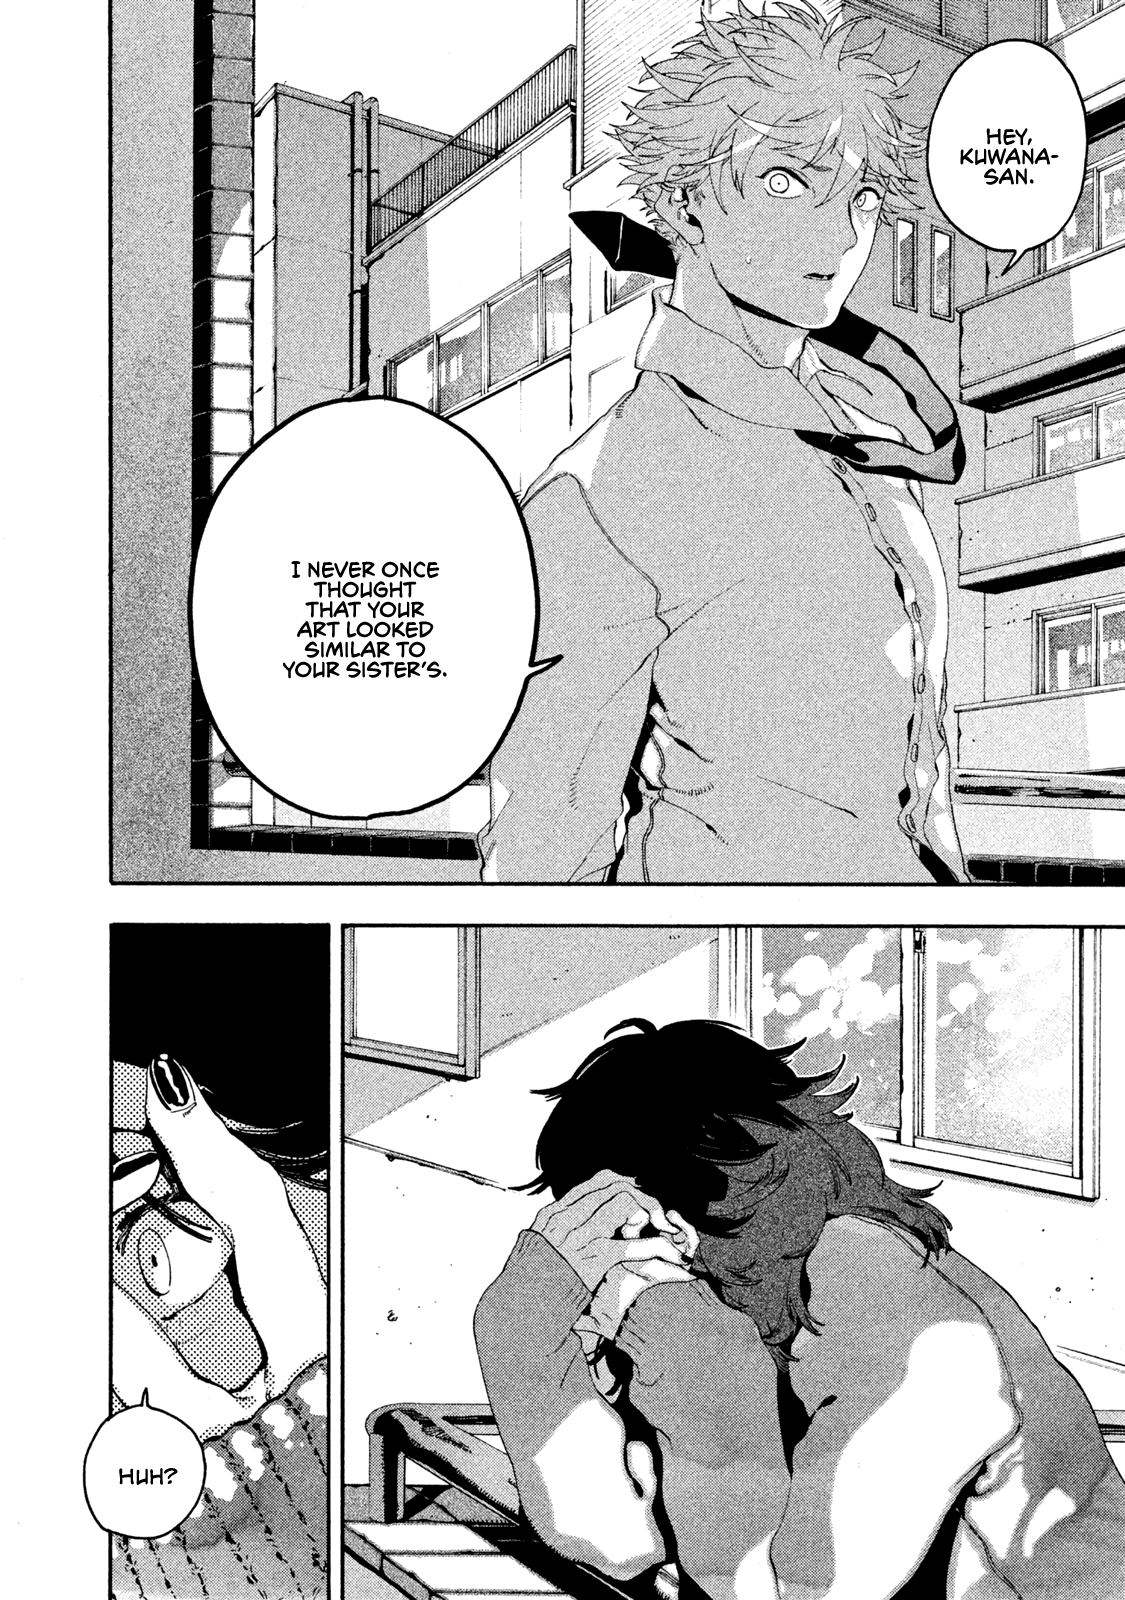 HEY,
KUWANA-
SAN.
I NEVER ONCE
THOUGHT
THAT YOUR
ART LOOKED
SIMILAR TO
YOUR SISTER'S.
HUH?